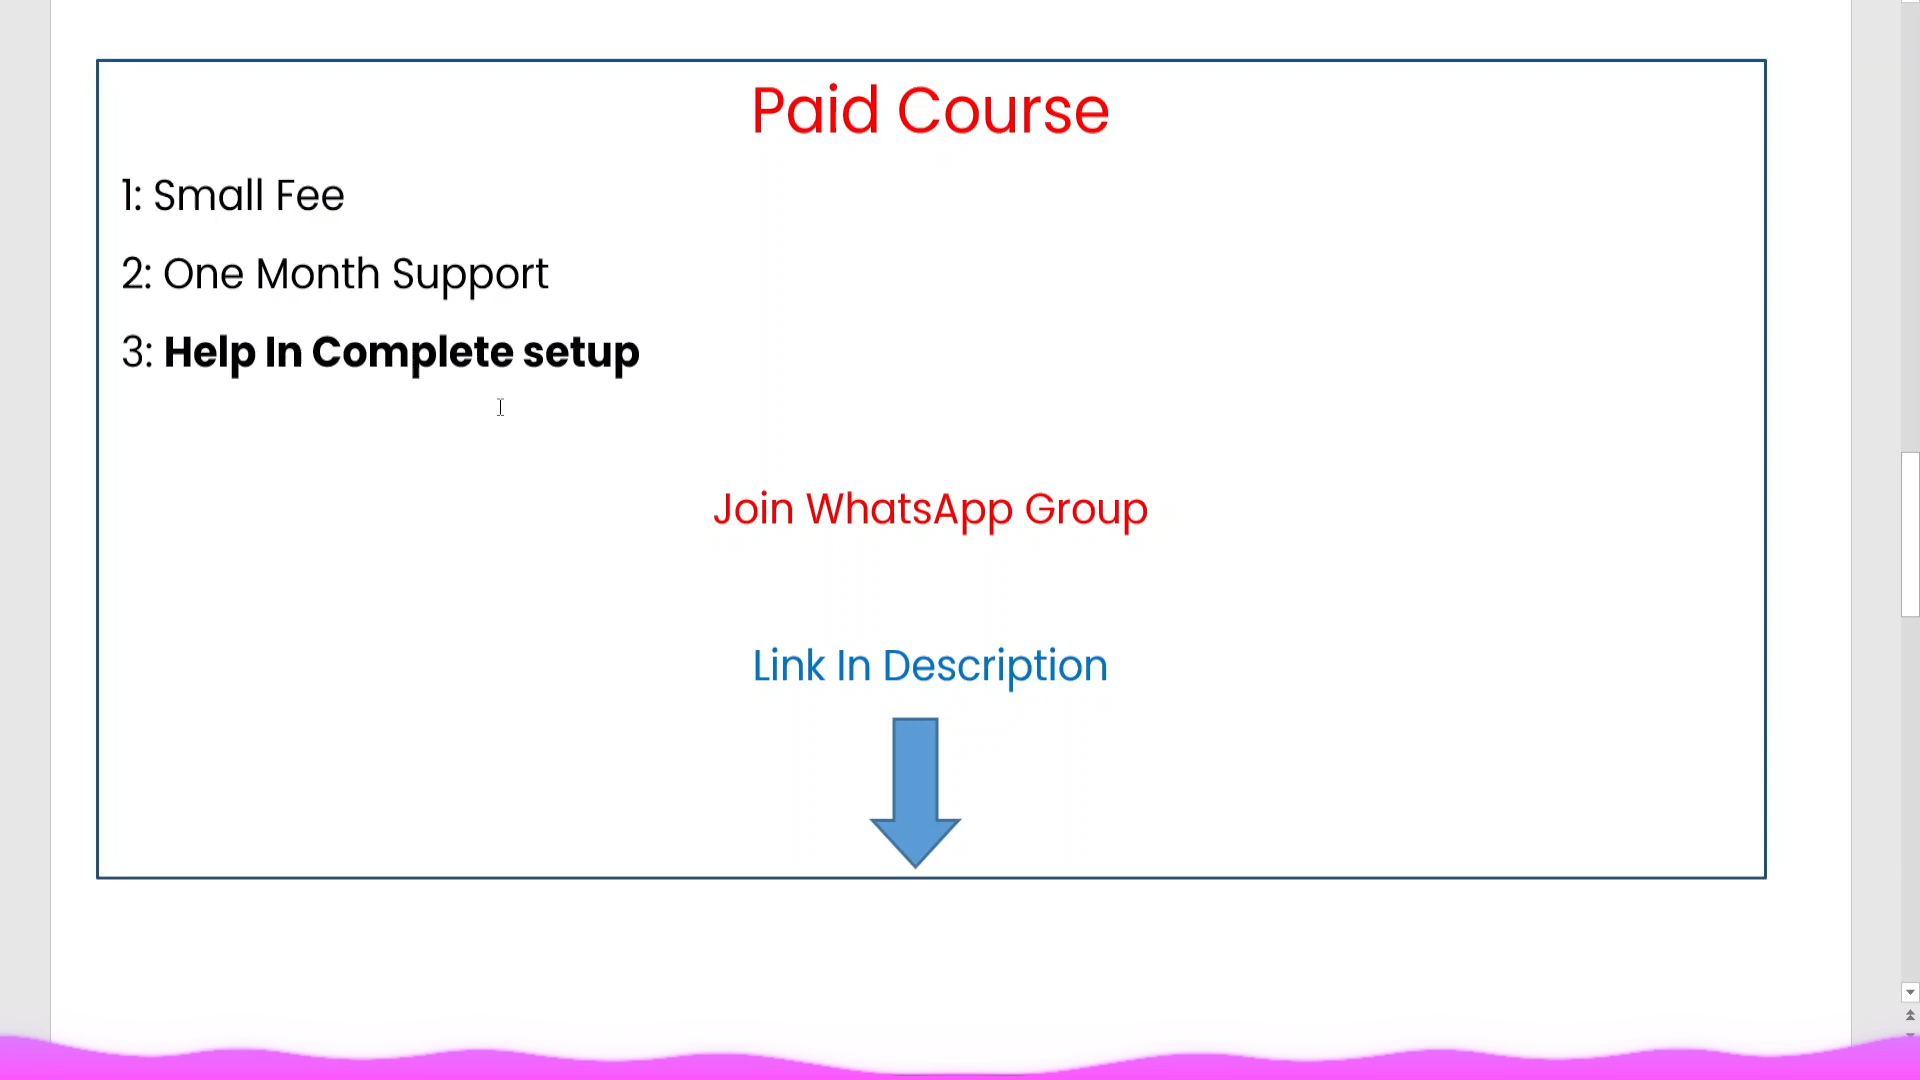 Paid Course
1: Small Fee
2: One Month Support
3: Help In Complete setup
Join WhatsApp Group
Link In Description